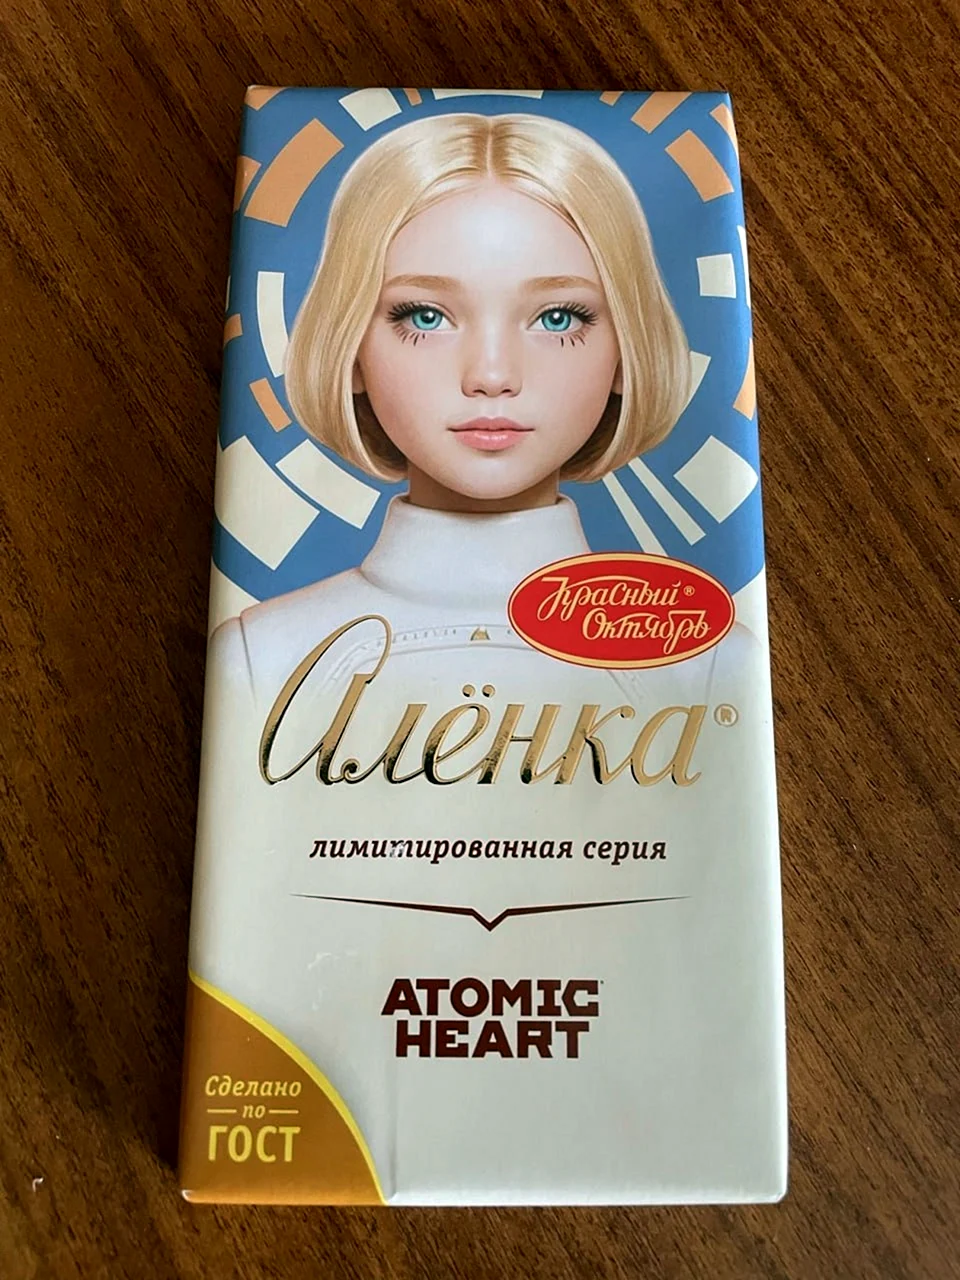 Красный®
Октябрь
Алёнка®
лимитированная серия
ATOMIC
HEART
Сделано
по
ГОСТ